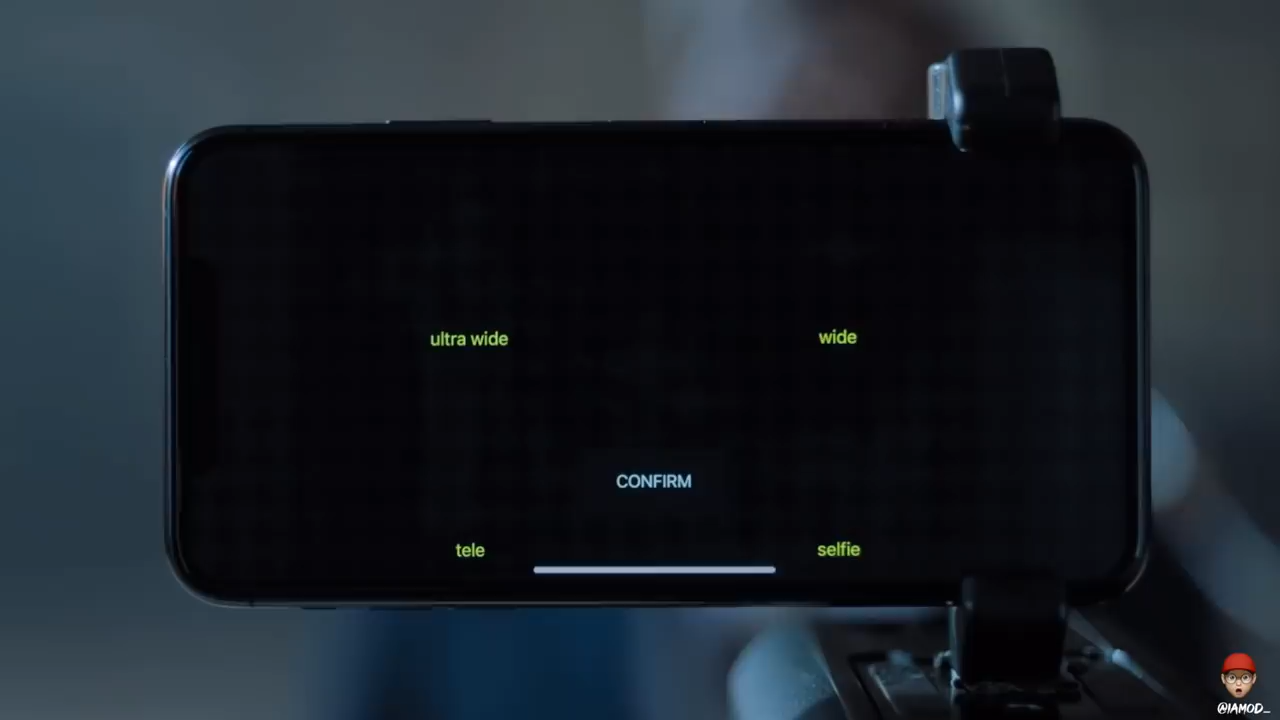 ultra wide
wide
CONFIRM
tele
selfie
@IAMOD_